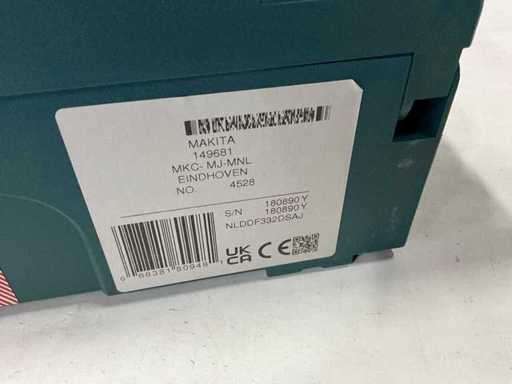 MAKITA
149681
MKC- MJ-MNL
EINDHOVEN
NO. 4528
S/N 180890Y
180890Y
NLDDF332DSAJ
UK
CA CE